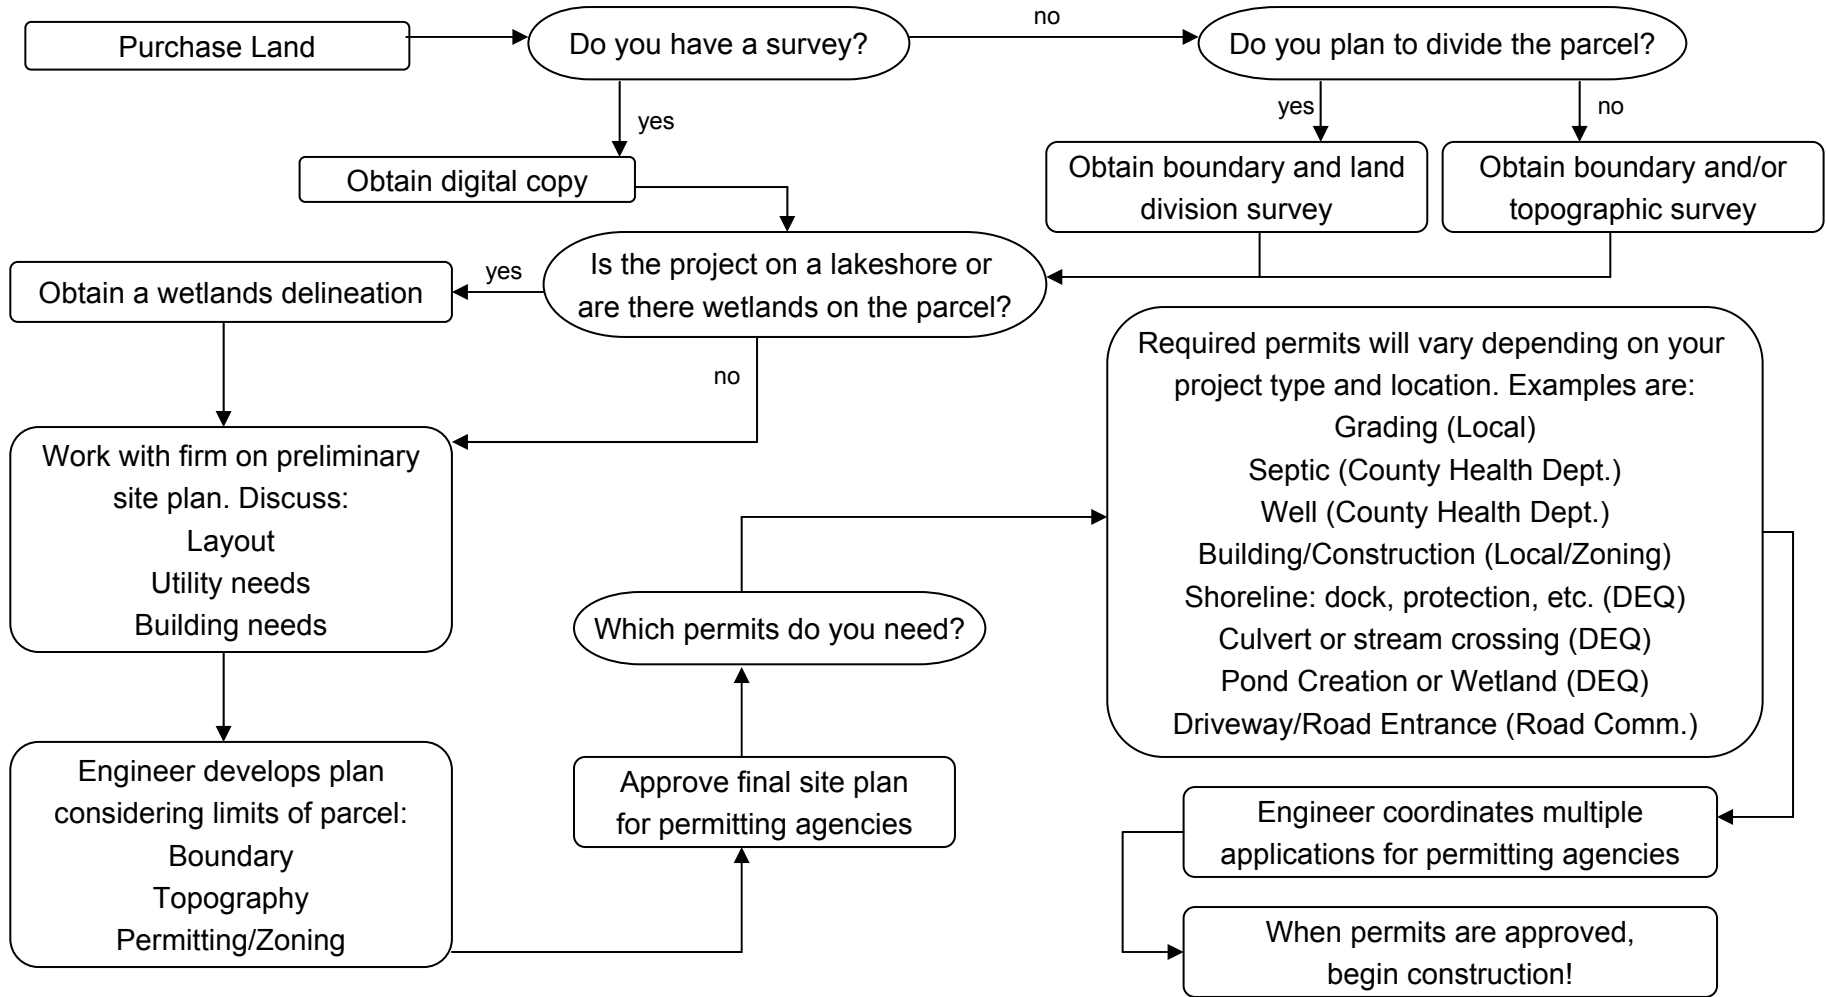 Purchase Land
Do you have a survey?
no
Do you plan to divide the parcel?
yes
yes
no
Obtain digital copy
Obtain boundary and land
division survey
Obtain boundary and/or
topographic survey
Is the project on a lakeshore or
are there wetlands on the parcel?
yes
Obtain a wetlands delineation
no
Work with firm on preliminary
site plan. Discuss:
Layout
Utility needs
Building needs
Engineer develops plan
considering limits of parcel:
Boundary
Topography
Permitting/Zoning
Approve final site plan
for permitting agencies
Which permits do you need?
Required permits will vary depending on your
project type and location. Examples are:
Grading (Local)
Septic (County Health Dept.)
Well (County Health Dept.)
Building/Construction (Local/Zoning)
Shoreline: dock, protection, etc. (DEQ)
Culvert or stream crossing (DEQ)
Pond Creation or Wetland (DEQ)
Driveway/Road Entrance (Road Comm.)
Engineer coordinates multiple
applications for permitting agencies
When permits are approved,
begin construction!